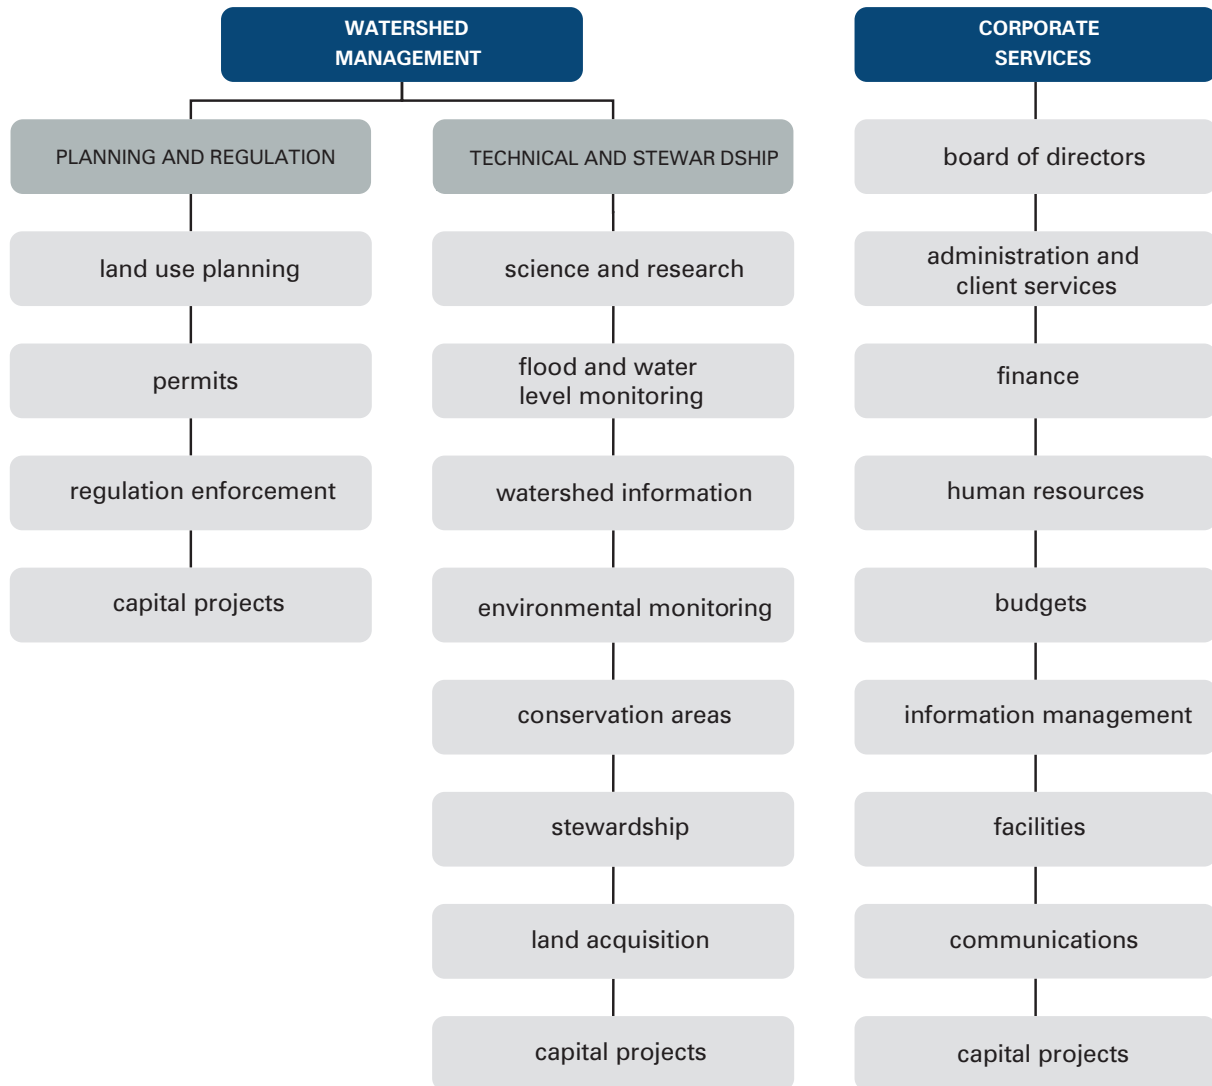 WATERSHED
MANAGEMENT
PLANNING AND REGULATION
land use planning
permits
regulation enforcement
capital projects
TECHNICAL AND STEWAR DSHIP
science and research
flood and water
level monitoring
watershed information
environmental monitoring
conservation areas
stewardship
land acquisition
capital projects
CORPORATE
SERVICES
board of directors
administration and
client services
finance
human resources
budgets
information management
facilities
communications
capital projects